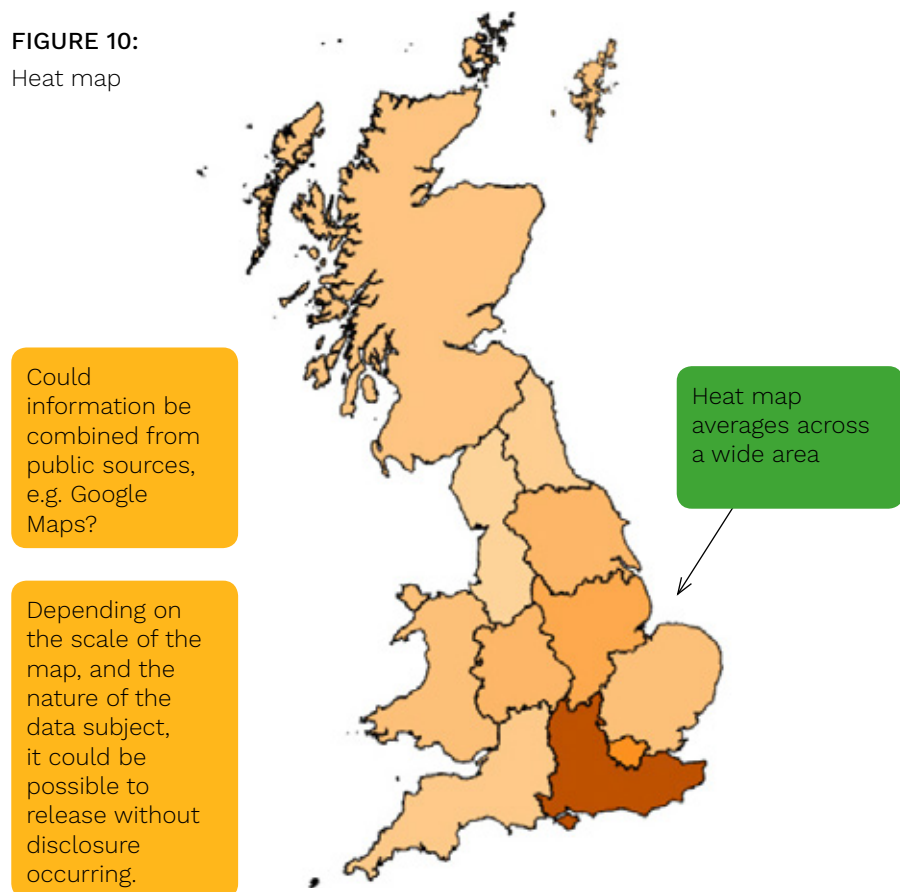 FIGURE 10:
Heat map
Could
information be
combined from
public sources,
e.g. Google
Maps?
Heat map
averages across
a wide area
Depending on
the scale of the
map, and the
nature of the
data subject,
it could be
possible to
release without
disclosure
occurring.